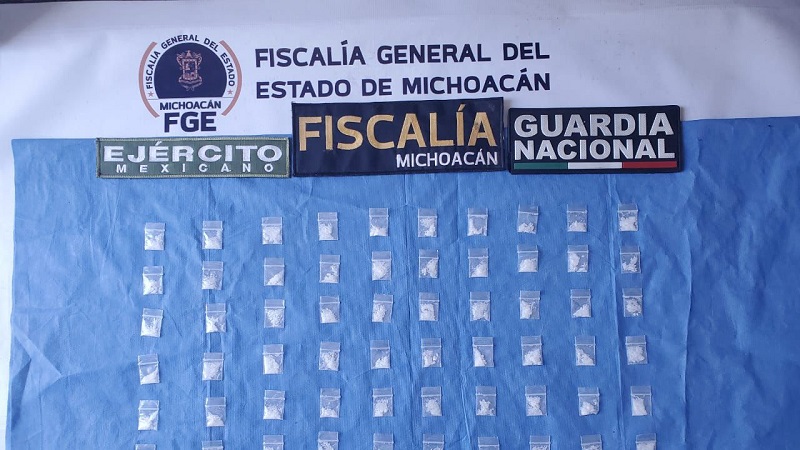 FISCALÍA GENERAL DEL ESTADO
MICHOACÁN
FGE
FISCALÍA GENERAL DEL
ESTADO DE MICHOACÁN
EJÉRCITO
MEXICANO
FISCALÍA
MICHOACÁN
GUARDIA
NACIONAL